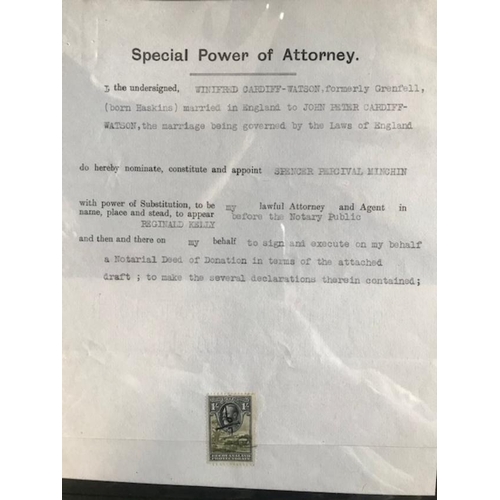 Special Power of Attorney.
I, the undersigned, WINIFRED CARDIFF-WATSON, formerly Grenfell,
(born Haskins) married in England to JOHN PETER CARDIFF-
WATSON, the marriage being governed by the Laws of England
do hereby nominate, constitute and appoint SPENCER PERCIVAL MINCHIN
with power of Substitution, to be my lawful Attorney and Agent in
name, place and stead, to appear before the Notary Public
REGINALD KELLY
and then and there on my behalf to sign and execute on my behalf
a Notarial Deed of Donation in terms of the attached
draft ; to make the several declarations therein contained;
1/-